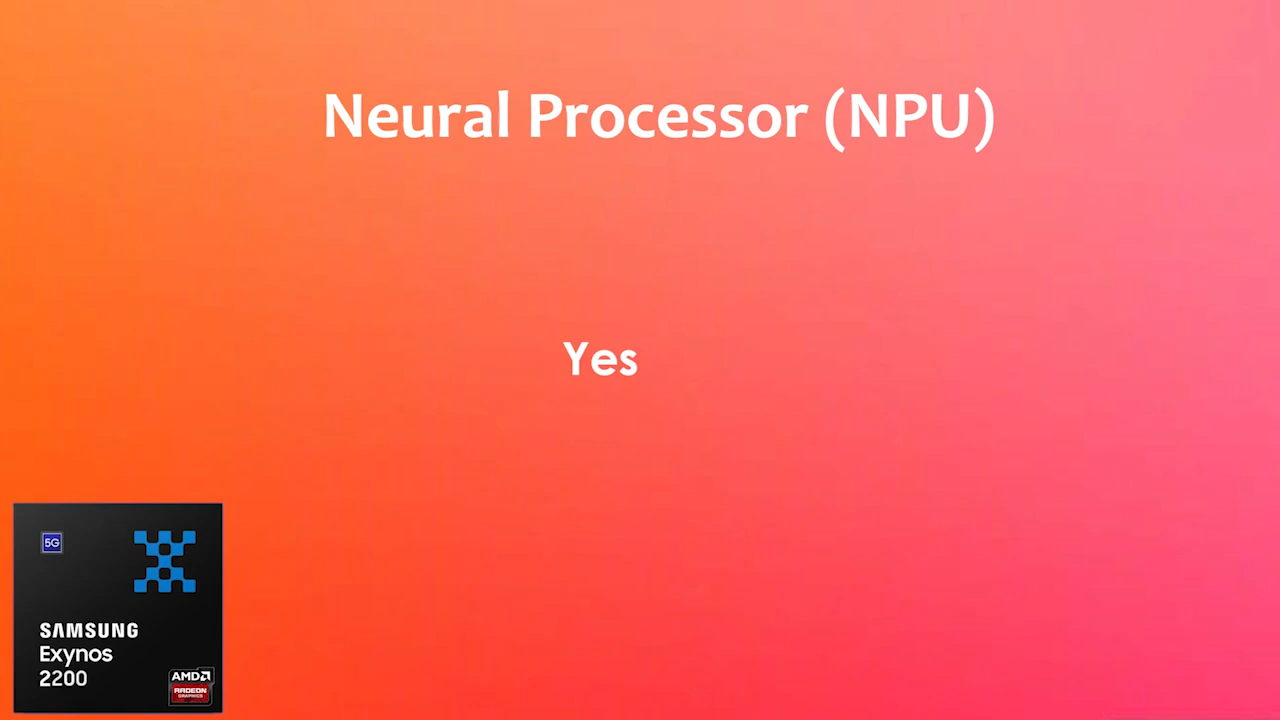 Neural Processor (NPU)
Yes
5G
SAMSUNG
Exynos
2200
AMD
RADEON
GRAPHICS